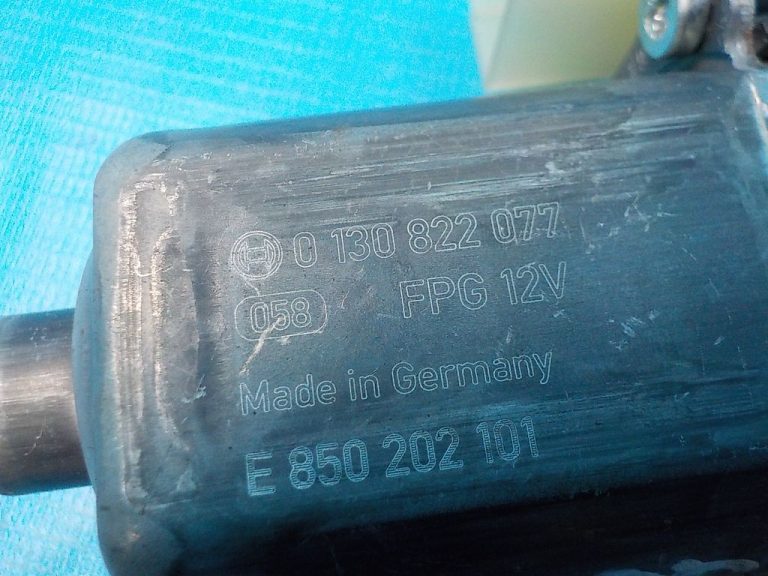 0 130 822 077
058 FPG 12V
Made in Germany
E 850 202 101